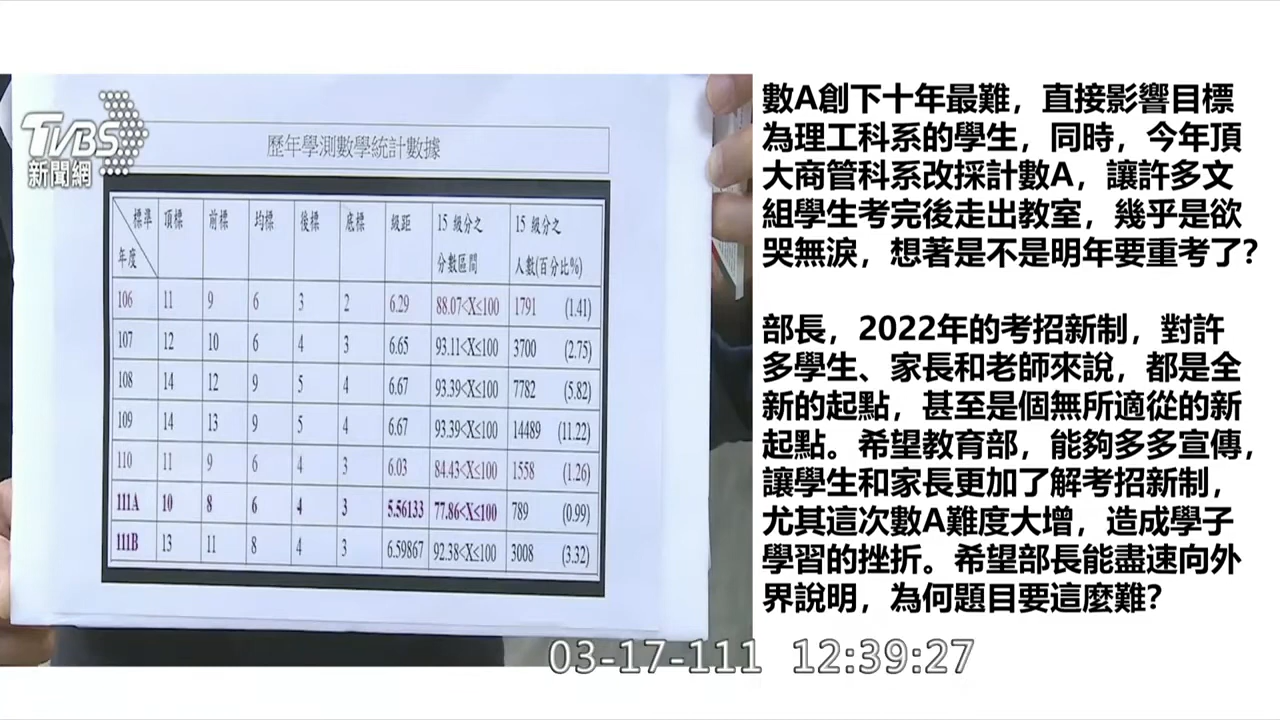 TVBS
新聞網
歷年學測數學統計數據
標準 年度 頂標 前標 均標 後標 底標 級距 15 級分之分數區間 15 級分之人數(百分比%)
106 11 9 6 3 2 6.29 88.07<X≤100 1791 (1.41)
107 12 10 6 4 3 6.65 93.11<X≤100 3700 (2.75)
108 14 12 9 5 4 6.67 93.39<X≤100 7782 (5.82)
109 14 13 9 5 4 6.67 93.39<X≤100 14489 (11.22)
110 11 9 6 4 3 6.03 84.43<X≤100 1558 (1.26)
111A 10 8 6 4 3 5.56133 77.86<X≤100 789 (0.99)
111B 13 11 8 4 3 6.59867 92.38<X≤100 3008 (3.32)
數A創下十年最難，直接影響目標
為理工科系的學生，同時，今年頂
大商管科系改採計數A，讓許多文
組學生考完後走出教室，幾乎是欲
哭無淚，想著是不是明年要重考了？
部長，2022年的考招新制，對許
多學生、家長和老師來說，都是全
新的起點，甚至是個無所適從的新
起點。希望教育部，能夠多多宣傳，
讓學生和家長更加了解考招新制，
尤其這次數A難度大增，造成學子
學習的挫折。希望部長能盡速向外
界說明，為何題目要這麼難？
03-17-111 12:39:27